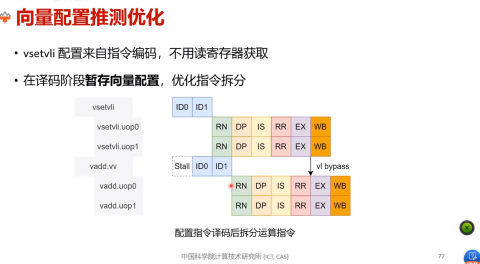 向量配置推测优化
• vsetvli 配置来自指令编码，不用读寄存器获取
• 在译码阶段暂存向量配置，优化指令拆分
vsetvli ID0 ID1
vsetvli.uop0 RN DP IS RR EX WB
vsetvli.uop1 RN DP IS RR EX WB
vadd.vv Stall ID0 ID1 vl bypass
vadd.uop0 RN DP IS RR EX WB
vadd.uop1 RN DP IS RR EX WB
配置指令译码后拆分运算指令
中国科学院计算技术研究所 (ICT, CAS) 77